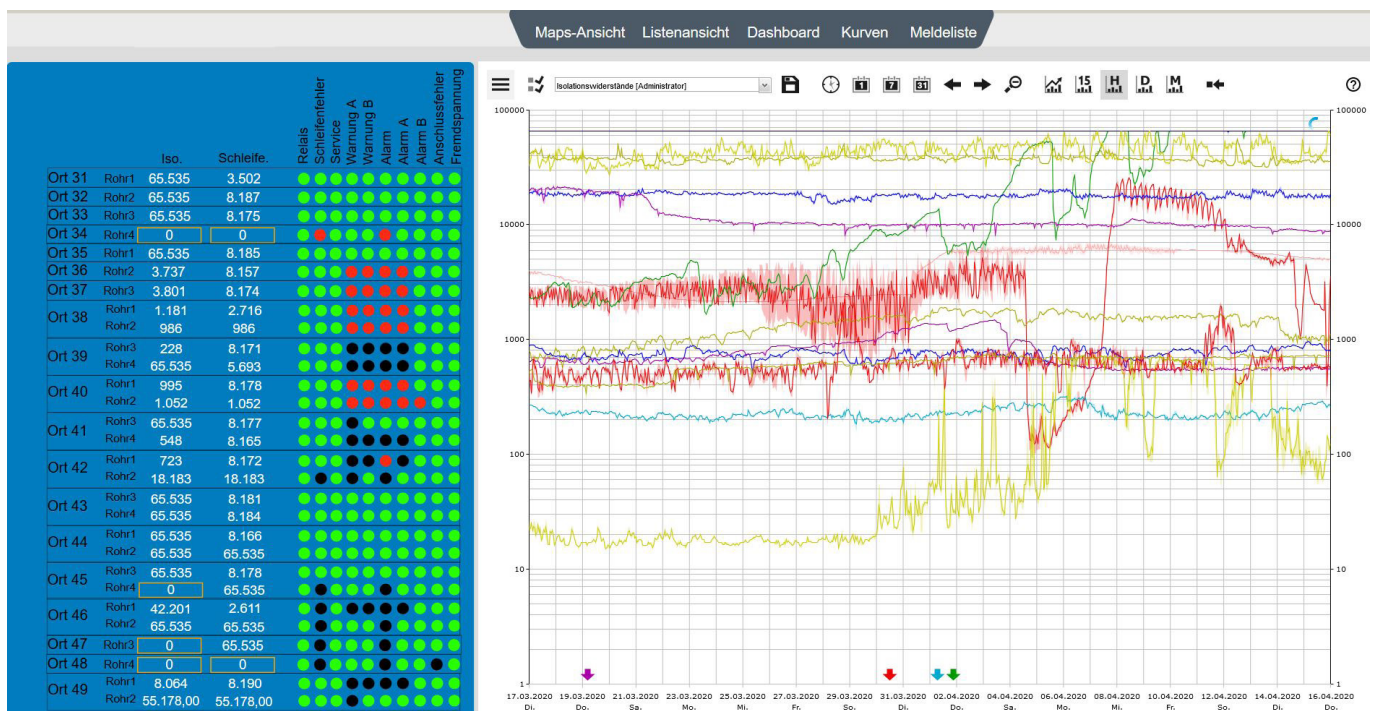 Maps-Ansicht Listenansicht Dashboard Kurven Meldeliste
Iso. Schleife. Relais Schleifenfehler Service Warnung A Warnung B Alarm Alarm A Alarm B Anschlussfehler Fremdspannung
Ort 31 Rohr1 65.535 3.502
Ort 32 Rohr2 65.535 8.187
Ort 33 Rohr3 65.535 8.175
Ort 34 Rohr4 0 0
Ort 35 Rohr1 65.535 8.185
Ort 36 Rohr2 3.737 8.157
Ort 37 Rohr3 3.801 8.174
Ort 38 Rohr1 1.181 2.716
Rohr2 986 986
Ort 39 Rohr3 228 8.171
Rohr4 65.535 5.693
Ort 40 Rohr1 995 8.178
Rohr2 1.052 1.052
Ort 41 Rohr3 65.535 8.177
Rohr4 548 8.165
Ort 42 Rohr1 723 8.172
Rohr2 18.183 18.183
Ort 43 Rohr3 65.535 8.181
Rohr4 65.535 8.184
Ort 44 Rohr1 65.535 8.166
Rohr2 65.535 65.535
Ort 45 Rohr3 65.535 8.178
Rohr4 0 65.535
Ort 46 Rohr1 42.201 2.611
Rohr2 65.535 65.535
Ort 47 Rohr3 0 65.535
Ort 48 Rohr4 0 0
Ort 49 Rohr1 8.064 8.190
Rohr2 55.178,00 55.178,00
Isolationswiderstände [Administrator] 1 7 31 15 H D M ?
100000 100000
10000 10000
1000 1000
100 100
10 10
1 1
17.03.2020 19.03.2020 21.03.2020 23.03.2020 25.03.2020 27.03.2020 29.03.2020 31.03.2020 02.04.2020 04.04.2020 06.04.2020 08.04.2020 10.04.2020 12.04.2020 14.04.2020 16.04.2020
Di. Do. Sa. Mo. Mi. Fr. So. Di. Do. Sa. Mo. Mi. Fr. So. Di. Do.